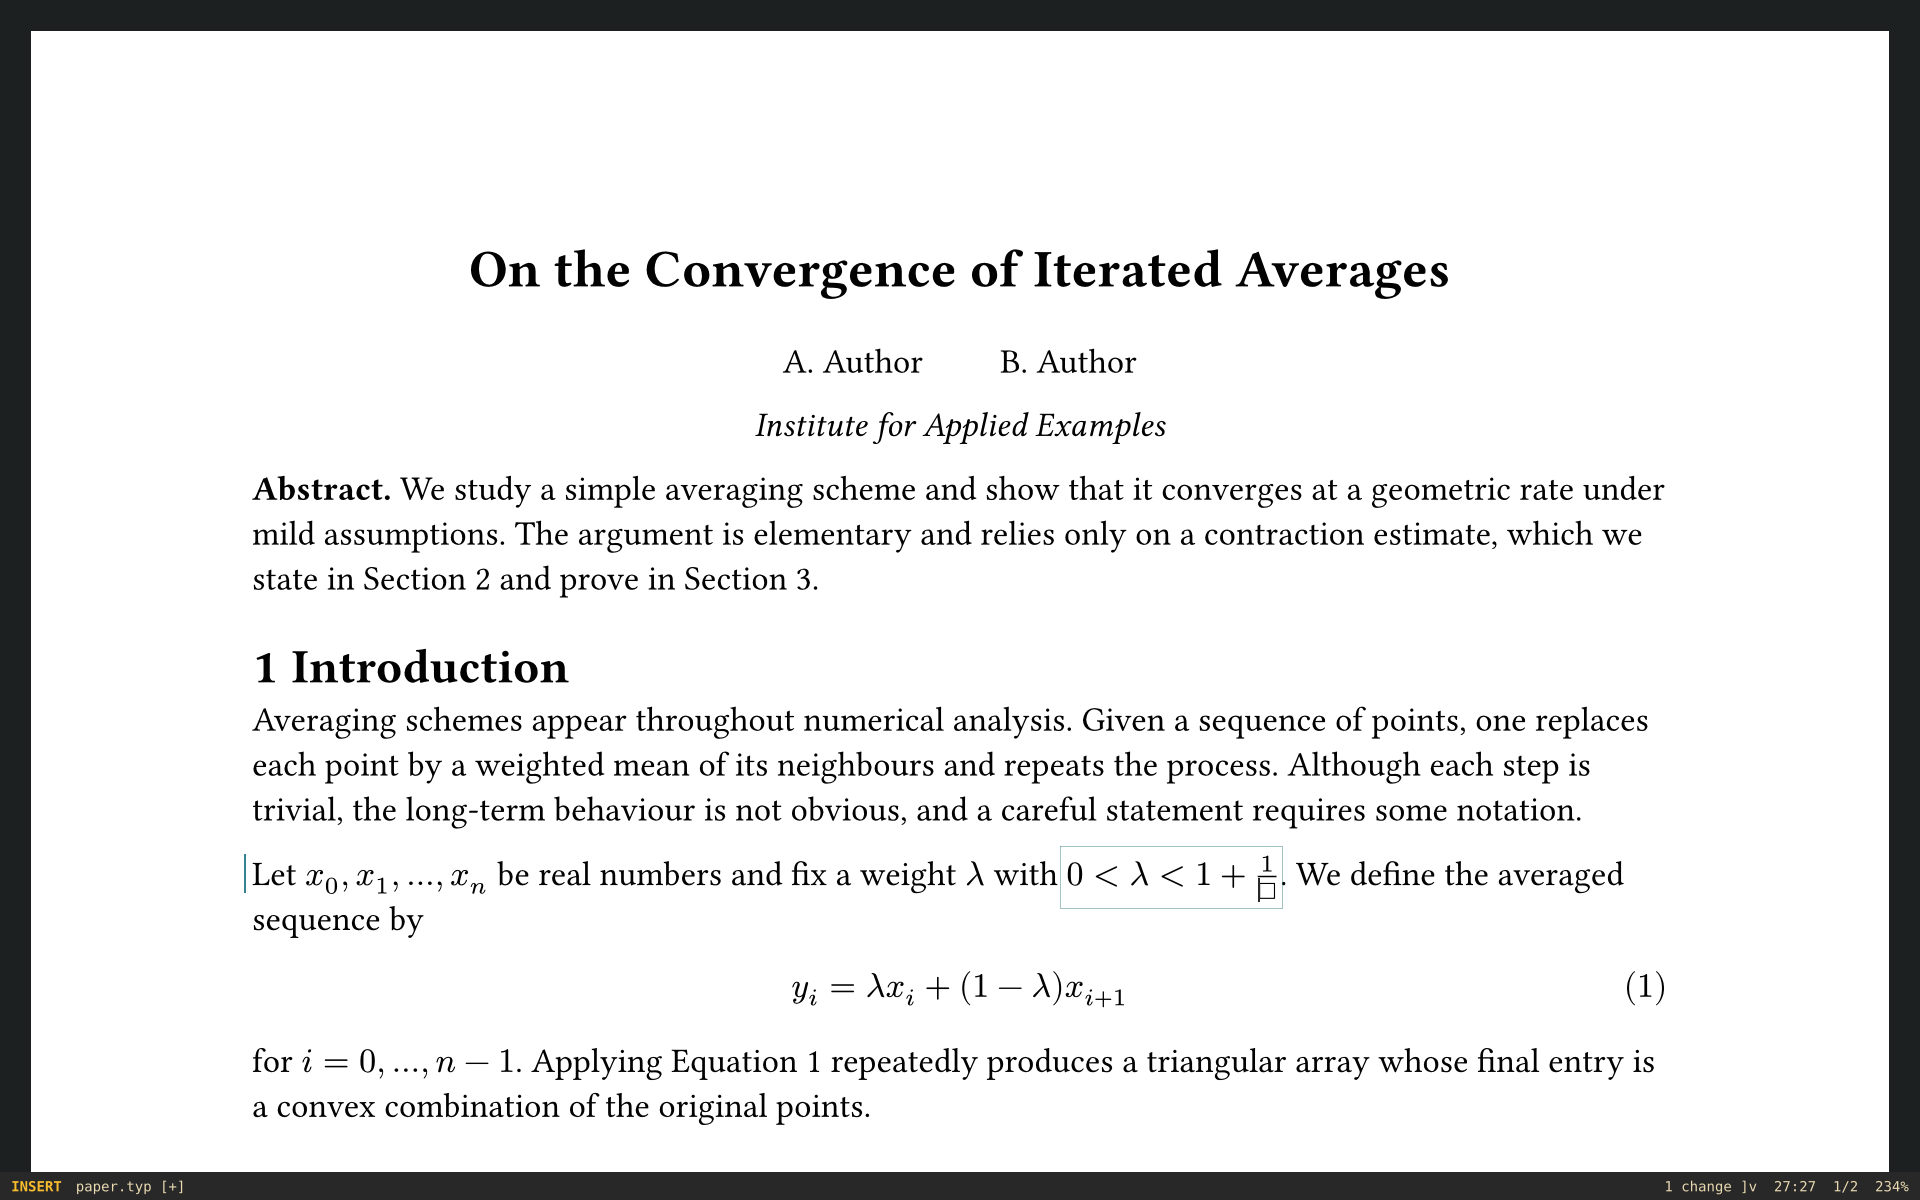 On the Convergence of Iterated Averages
A. Author B. Author
Institute for Applied Examples
Abstract. We study a simple averaging scheme and show that it converges at a geometric rate under
mild assumptions. The argument is elementary and relies only on a contraction estimate, which we
state in Section 2 and prove in Section 3.
1 Introduction
Averaging schemes appear throughout numerical analysis. Given a sequence of points, one replaces
each point by a weighted mean of its neighbours and repeats the process. Although each step is
trivial, the long-term behaviour is not obvious, and a careful statement requires some notation.
Let x₀, x₁, ..., xₙ be real numbers and fix a weight λ with 0 < λ < 1 + 1/□. We define the averaged
sequence by
yᵢ = λxᵢ + (1 − λ)xᵢ₊₁ (1)
for i = 0, ..., n − 1. Applying Equation 1 repeatedly produces a triangular array whose final entry is
a convex combination of the original points.
INSERT paper.typ [+] 1 change ]v 27:27 1/2 234%